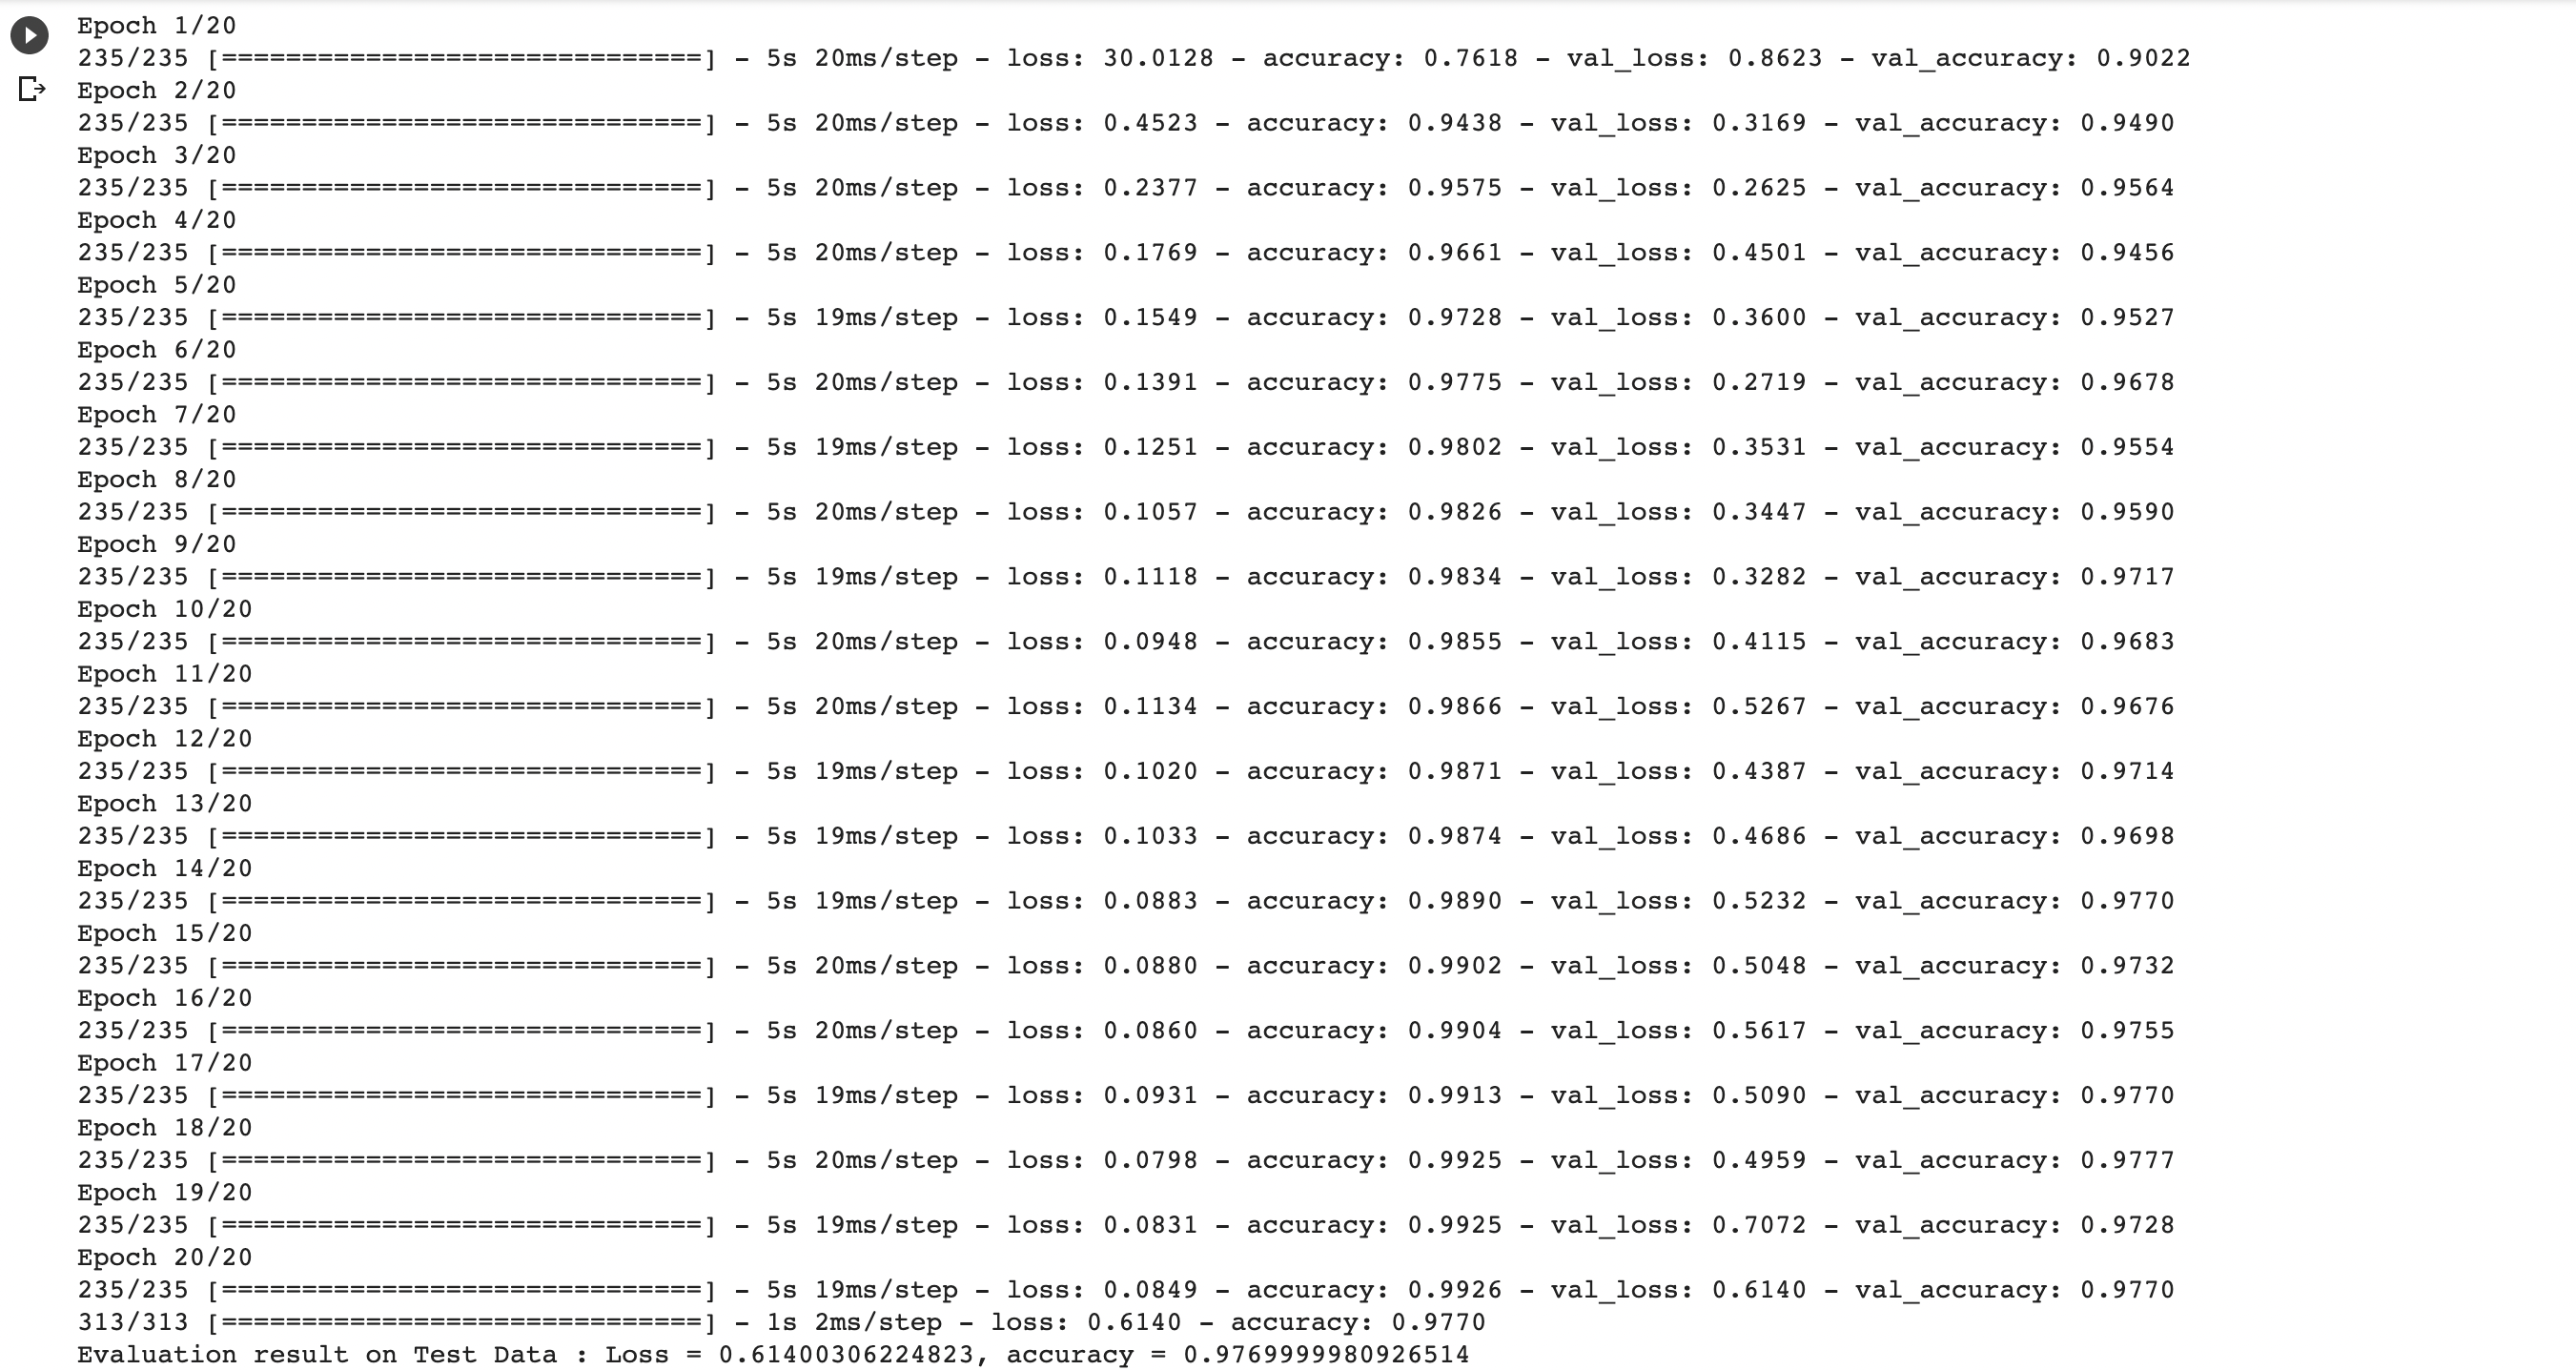 Epoch 1/20
235/235 [==============================] - 5s 20ms/step - loss: 30.0128 - accuracy: 0.7618 - val_loss: 0.8623 - val_accuracy: 0.9022
Epoch 2/20
235/235 [==============================] - 5s 20ms/step - loss: 0.4523 - accuracy: 0.9438 - val_loss: 0.3169 - val_accuracy: 0.9490
Epoch 3/20
235/235 [==============================] - 5s 20ms/step - loss: 0.2377 - accuracy: 0.9575 - val_loss: 0.2625 - val_accuracy: 0.9564
Epoch 4/20
235/235 [==============================] - 5s 20ms/step - loss: 0.1769 - accuracy: 0.9661 - val_loss: 0.4501 - val_accuracy: 0.9456
Epoch 5/20
235/235 [==============================] - 5s 19ms/step - loss: 0.1549 - accuracy: 0.9728 - val_loss: 0.3600 - val_accuracy: 0.9527
Epoch 6/20
235/235 [==============================] - 5s 20ms/step - loss: 0.1391 - accuracy: 0.9775 - val_loss: 0.2719 - val_accuracy: 0.9678
Epoch 7/20
235/235 [==============================] - 5s 19ms/step - loss: 0.1251 - accuracy: 0.9802 - val_loss: 0.3531 - val_accuracy: 0.9554
Epoch 8/20
235/235 [==============================] - 5s 20ms/step - loss: 0.1057 - accuracy: 0.9826 - val_loss: 0.3447 - val_accuracy: 0.9590
Epoch 9/20
235/235 [==============================] - 5s 19ms/step - loss: 0.1118 - accuracy: 0.9834 - val_loss: 0.3282 - val_accuracy: 0.9717
Epoch 10/20
235/235 [==============================] - 5s 20ms/step - loss: 0.0948 - accuracy: 0.9855 - val_loss: 0.4115 - val_accuracy: 0.9683
Epoch 11/20
235/235 [==============================] - 5s 20ms/step - loss: 0.1134 - accuracy: 0.9866 - val_loss: 0.5267 - val_accuracy: 0.9676
Epoch 12/20
235/235 [==============================] - 5s 19ms/step - loss: 0.1020 - accuracy: 0.9871 - val_loss: 0.4387 - val_accuracy: 0.9714
Epoch 13/20
235/235 [==============================] - 5s 19ms/step - loss: 0.1033 - accuracy: 0.9874 - val_loss: 0.4686 - val_accuracy: 0.9698
Epoch 14/20
235/235 [==============================] - 5s 19ms/step - loss: 0.0883 - accuracy: 0.9890 - val_loss: 0.5232 - val_accuracy: 0.9770
Epoch 15/20
235/235 [==============================] - 5s 20ms/step - loss: 0.0880 - accuracy: 0.9902 - val_loss: 0.5048 - val_accuracy: 0.9732
Epoch 16/20
235/235 [==============================] - 5s 20ms/step - loss: 0.0860 - accuracy: 0.9904 - val_loss: 0.5617 - val_accuracy: 0.9755
Epoch 17/20
235/235 [==============================] - 5s 19ms/step - loss: 0.0931 - accuracy: 0.9913 - val_loss: 0.5090 - val_accuracy: 0.9770
Epoch 18/20
235/235 [==============================] - 5s 20ms/step - loss: 0.0798 - accuracy: 0.9925 - val_loss: 0.4959 - val_accuracy: 0.9777
Epoch 19/20
235/235 [==============================] - 5s 19ms/step - loss: 0.0831 - accuracy: 0.9925 - val_loss: 0.7072 - val_accuracy: 0.9728
Epoch 20/20
235/235 [==============================] - 5s 19ms/step - loss: 0.0849 - accuracy: 0.9926 - val_loss: 0.6140 - val_accuracy: 0.9770
313/313 [==============================] - 1s 2ms/step - loss: 0.6140 - accuracy: 0.9770
Evaluation result on Test Data : Loss = 0.61400306224823, accuracy = 0.9769999980926514